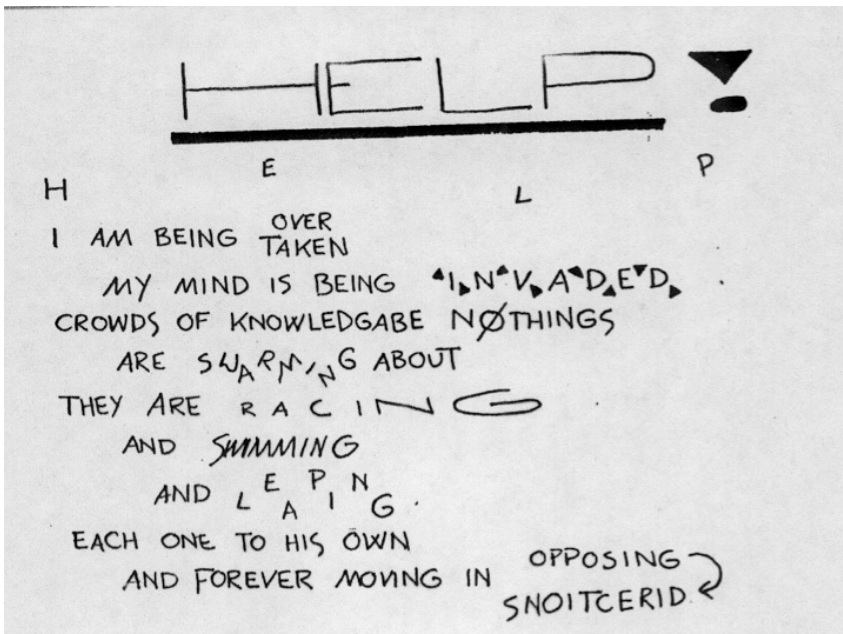 HELP!
H E L P
I AM BEING OVER TAKEN
MY MIND IS BEING INVADED.
CROWDS OF KNOWLEDGABE NØTHINGS
ARE SWARMING ABOUT
THEY ARE RACING
AND SWIMMING
AND LEAPING.
EACH ONE TO HIS OWN
AND FOREVER MOVING IN OPPOSING
SNOITCERID